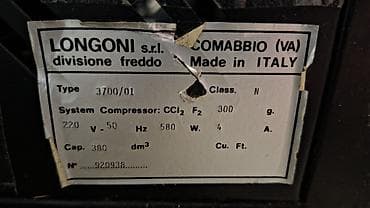 LONGONI s.r.l. COMABBIO (VA)
divisione freddo Made in ITALY
Type 3700/01 Class. N
System Compressor: CCl2 F2 300 g.
220 V - 50 Hz 580 W. 4 A.
Cap. 380 dm3 Cu. Ft.
N° ......920938.........